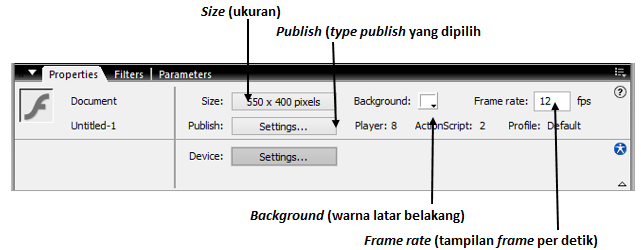 Size (ukuran)
Publish (type publish yang dipilih
Properties Filters Parameters
Document Size: 550 x 400 pixels Background: Frame rate: 12 fps
Untitled-1 Publish: Settings... Player: 8 ActionScript: 2 Profile: Default
Device: Settings...
Background (warna latar belakang)
Frame rate (tampilan frame per detik)